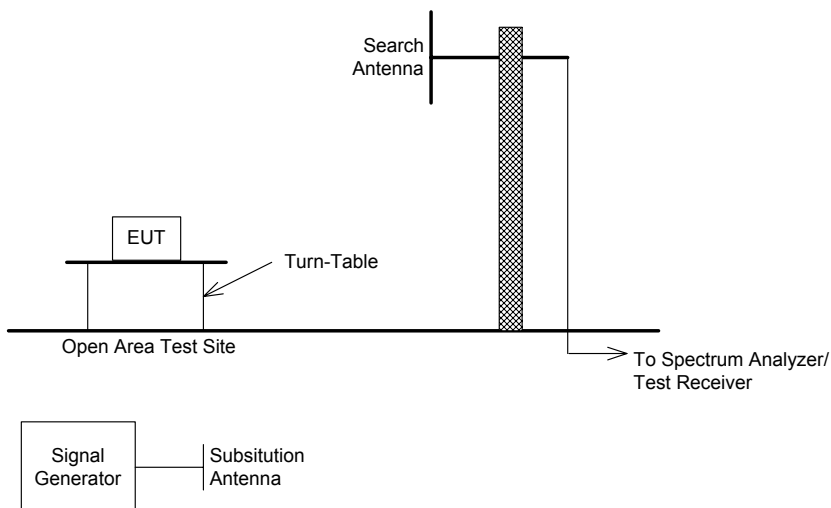 Search
Antenna
EUT
Turn-Table
Open Area Test Site
To Spectrum Analyzer/
Test Receiver
Signal
Generator
Subsitution
Antenna